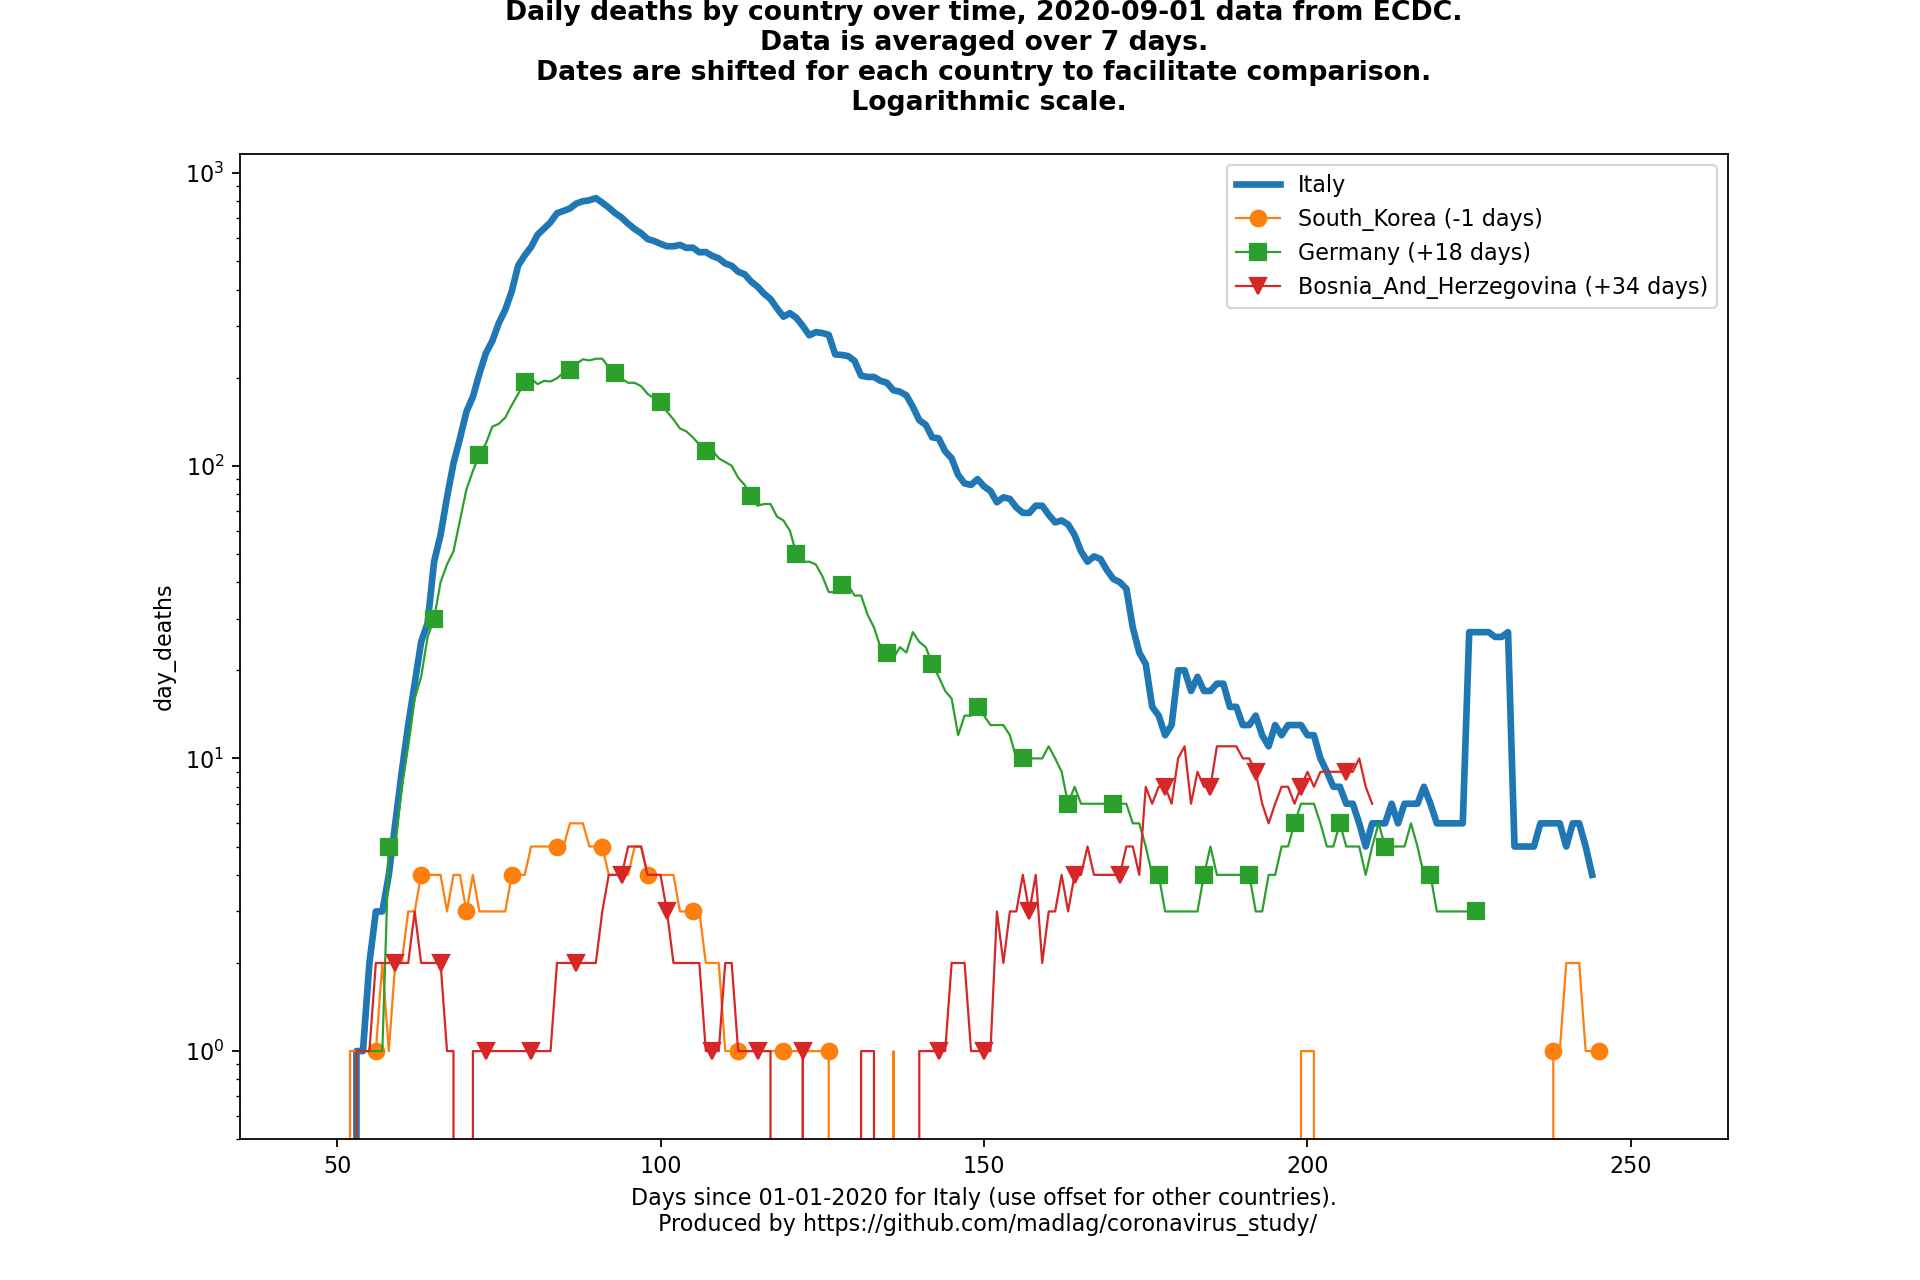 Daily deaths by country over time, 2020-09-01 data from ECDC.
Data is averaged over 7 days.
Dates are shifted for each country to facilitate comparison.
Logarithmic scale.
10³
10²
10¹
10⁰
day_deaths
Italy
South_Korea (-1 days)
Germany (+18 days)
Bosnia_And_Herzegovina (+34 days)
50 100 150 200 250
Days since 01-01-2020 for Italy (use offset for other countries).
Produced by https://github.com/madlag/coronavirus_study/